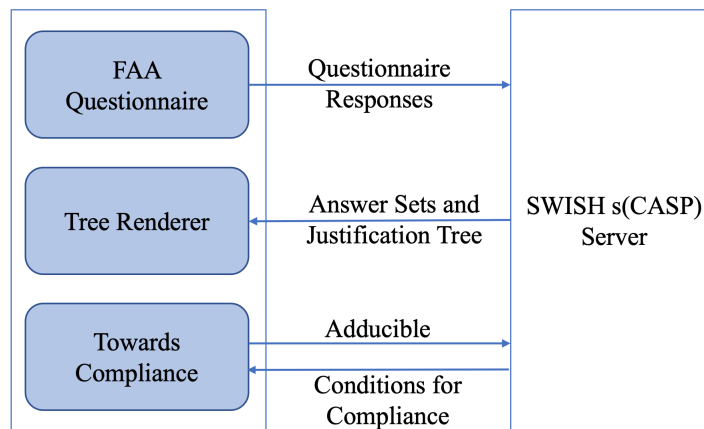 FAA
Questionnaire
Questionnaire
Responses
Tree Renderer
Answer Sets and
Justification Tree
SWISH s(CASP)
Server
Towards
Compliance
Adducible
Conditions for
Compliance